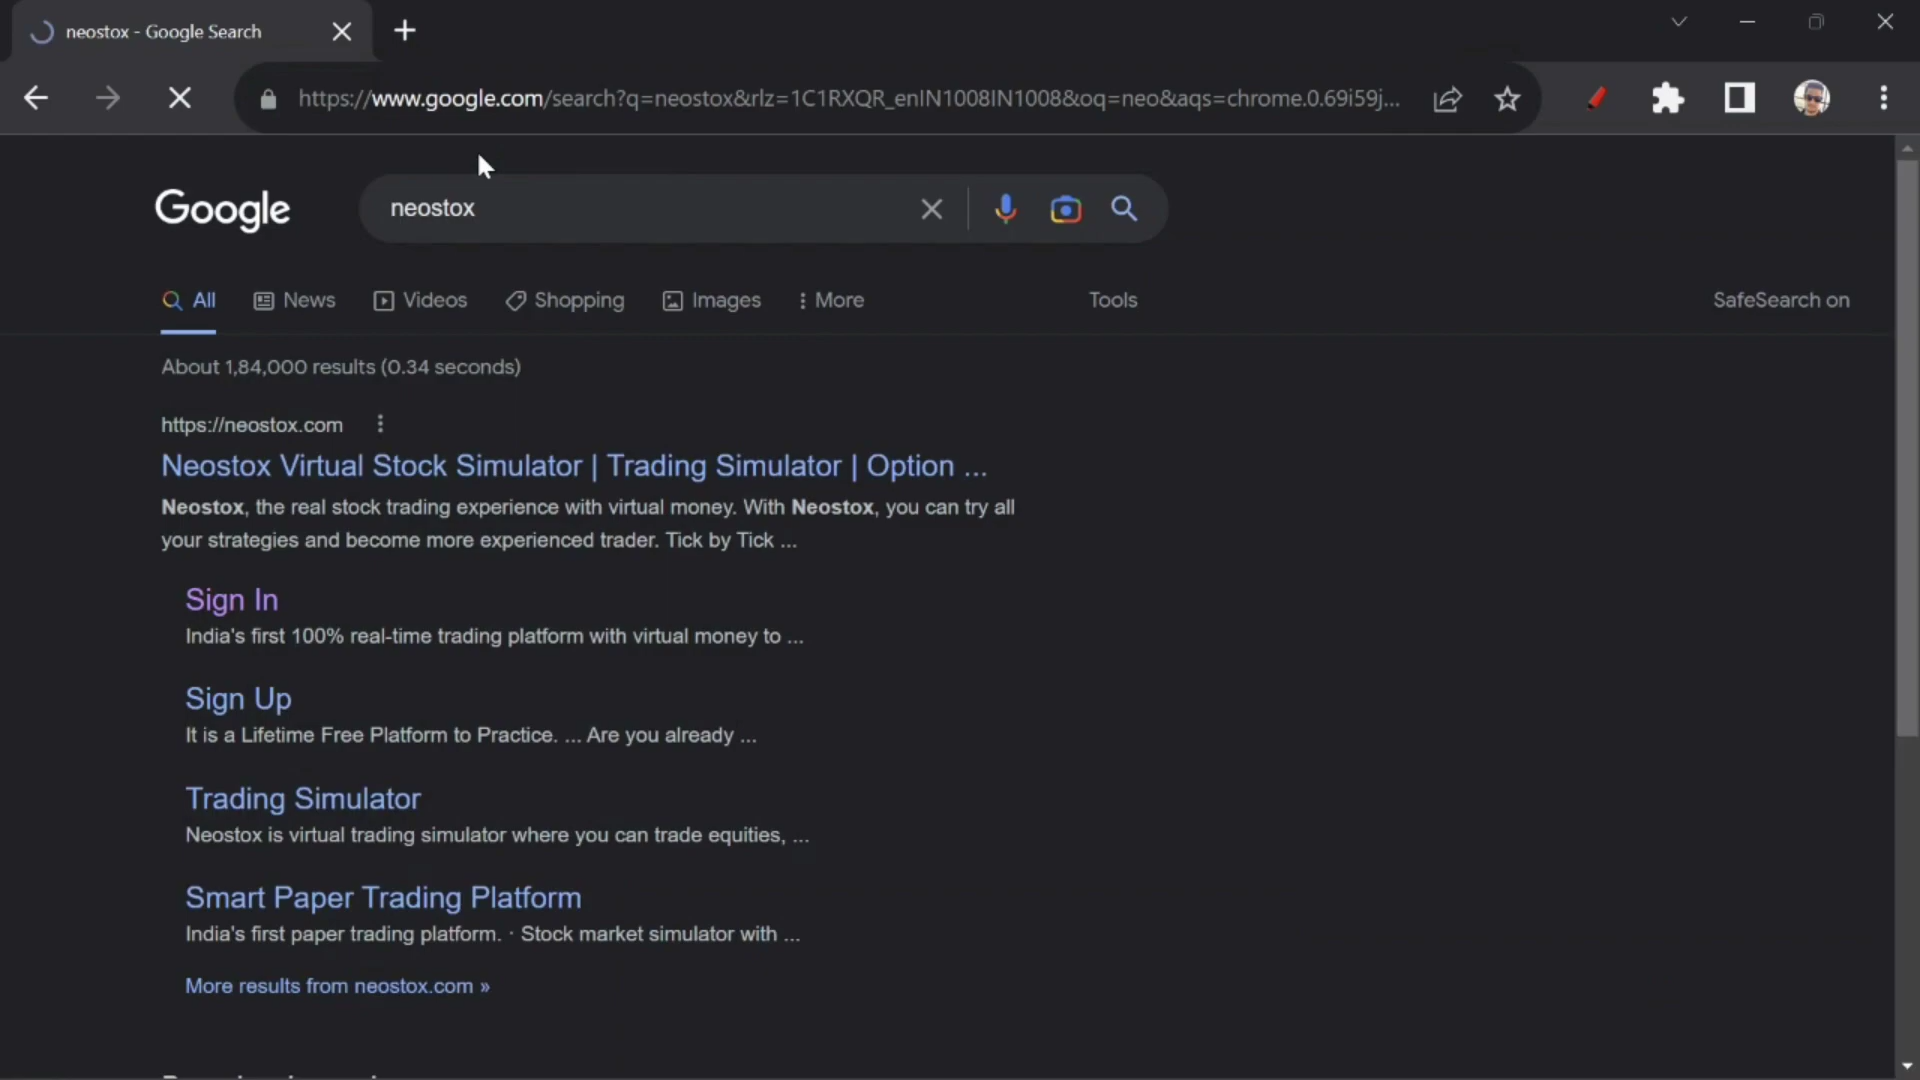 neostox - Google Search
https://www.google.com/search?q=neostox&rlz=1C1RXQR_enIN1008IN1008&oq=neo&aqs=chrome.0.69i59j...
Google
neostox
All News Videos Shopping Images More Tools SafeSearch on
About 1,84,000 results (0.34 seconds)
https://neostox.com
Neostox Virtual Stock Simulator | Trading Simulator | Option ...
Neostox, the real stock trading experience with virtual money. With Neostox, you can try all
your strategies and become more experienced trader. Tick by Tick ...
Sign In
India's first 100% real-time trading platform with virtual money to ...
Sign Up
It is a Lifetime Free Platform to Practice. ... Are you already ...
Trading Simulator
Neostox is virtual trading simulator where you can trade equities, ...
Smart Paper Trading Platform
India's first paper trading platform. · Stock market simulator with ...
More results from neostox.com »